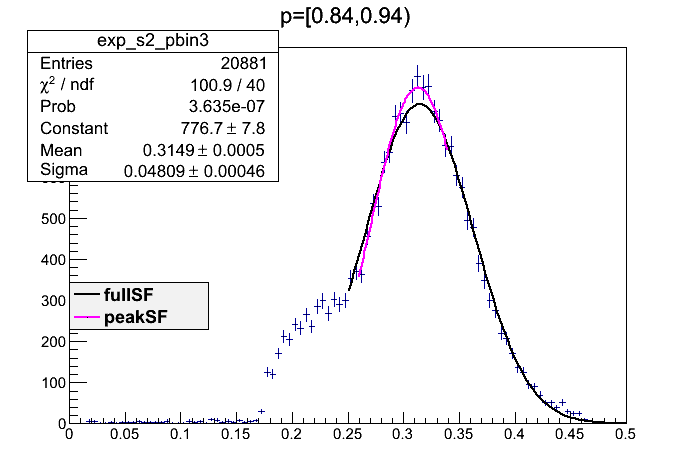 p=[0.84,0.94)
exp_s2_pbin3
Entries 20881
χ² / ndf 100.9 / 40
Prob 3.635e-07
Constant 776.7 ± 7.8
Mean 0.3149 ± 0.0005
Sigma 0.04809 ± 0.00046
500
400
300
200
100
0
fullSF
peakSF
0 0.05 0.1 0.15 0.2 0.25 0.3 0.35 0.4 0.45 0.5